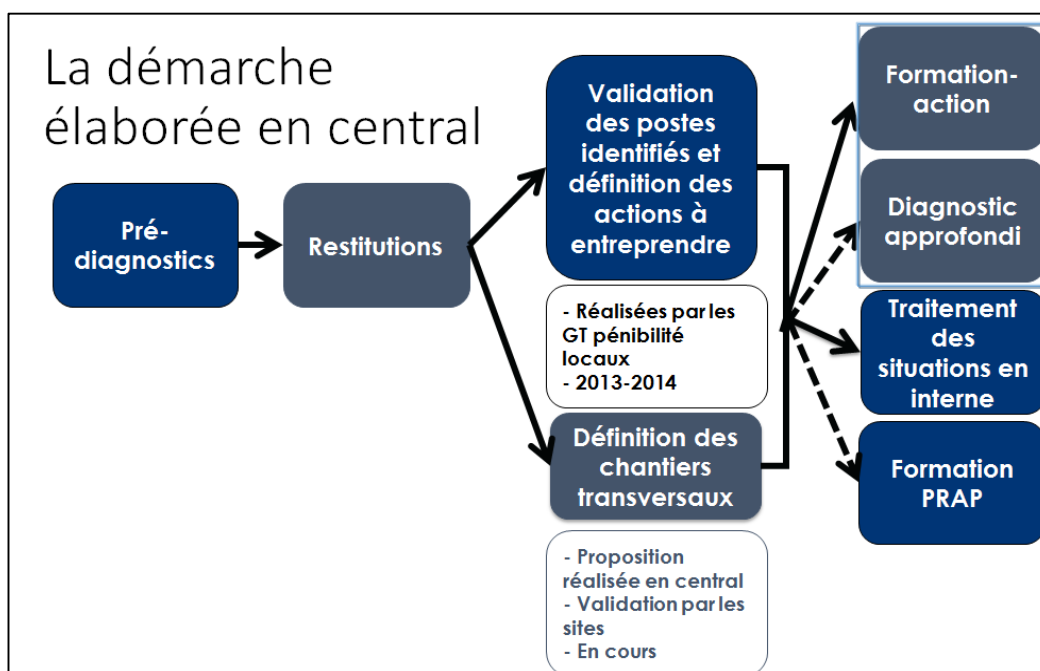 La démarche
élaborée en central
Pré-
diagnostics
Restitutions
Validation
des postes
identifiés et
définition des
actions à
entreprendre
- Réalisées par les
GT pénibilité
locaux
- 2013-2014
Définition des
chantiers
transversaux
- Proposition
réalisée en central
- Validation par les
sites
- En cours
Formation-
action
Diagnostic
approfondi
Traitement
des
situations en
interne
Formation
PRAP